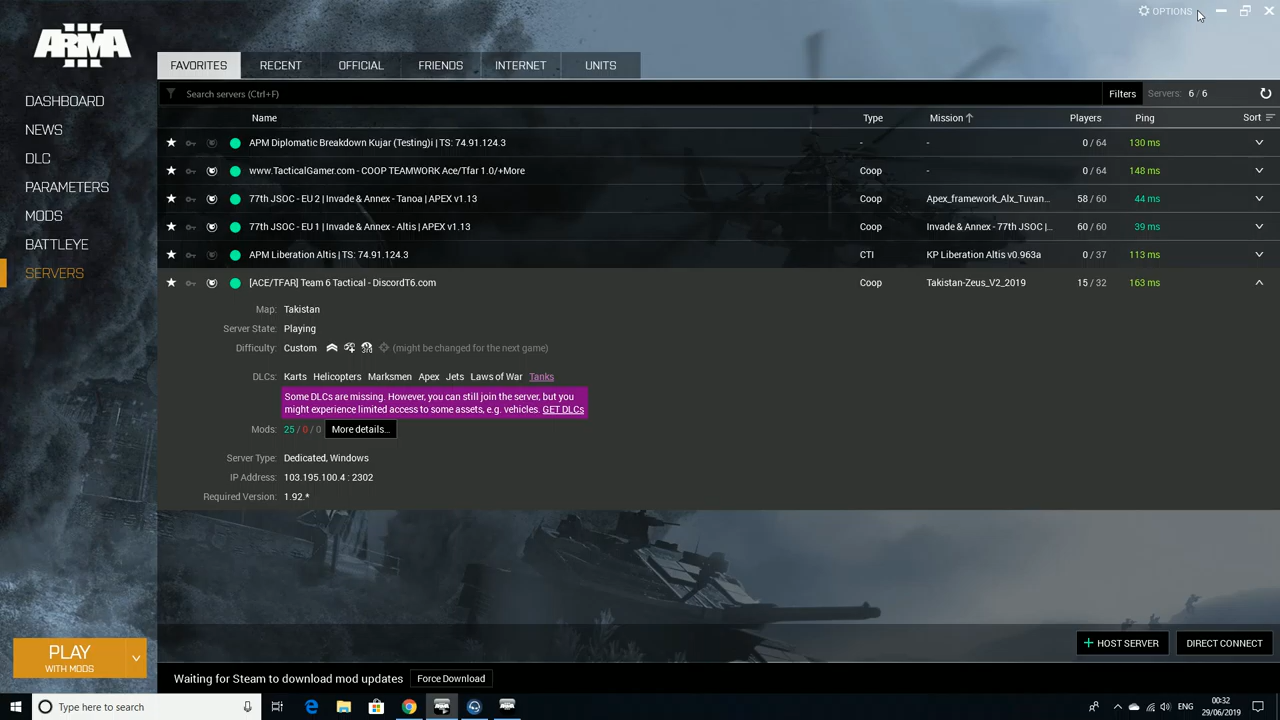 OPTIONS
ARMA III
FAVORITES RECENT OFFICIAL FRIENDS INTERNET UNITS
DASHBOARD
NEWS
DLC
PARAMETERS
MODS
BATTLEYE
SERVERS
Search servers (Ctrl+F) Filters Servers: 6 / 6
Name Type Mission Players Ping Sort
APM Diplomatic Breakdown Kujar (Testing)i | TS: 74.91.124.3 - - 0 / 64 130 ms
www.TacticalGamer.com - COOP TEAMWORK Ace/Tfar 1.0/+More Coop - 0 / 64 148 ms
77th JSOC - EU 2 | Invade & Annex - Tanoa | APEX v1.13 Coop Apex_framework_Alx_Tuvan... 58 / 60 44 ms
77th JSOC - EU 1 | Invade & Annex - Altis | APEX v1.13 Coop Invade & Annex - 77th JSOC |... 60 / 60 39 ms
APM Liberation Altis | TS: 74.91.124.3 CTI KP Liberation Altis v0.963a 0 / 37 113 ms
[ACE/TFAR] Team 6 Tactical - DiscordT6.com Coop Takistan-Zeus_V2_2019 15 / 32 163 ms
Map: Takistan
Server State: Playing
Difficulty: Custom (might be changed for the next game)
DLCs: Karts Helicopters Marksmen Apex Jets Laws of War Tanks
Some DLCs are missing. However, you can still join the server, but you
might experience limited access to some assets, e.g. vehicles. GET DLCs
Mods: 25 / 0 / 0 More details...
Server Type: Dedicated, Windows
IP Address: 103.195.100.4 : 2302
Required Version: 1.92.*
PLAY
WITH MODS
HOST SERVER DIRECT CONNECT
Waiting for Steam to download mod updates Force Download
Type here to search
ENG
00:32
29/06/2019